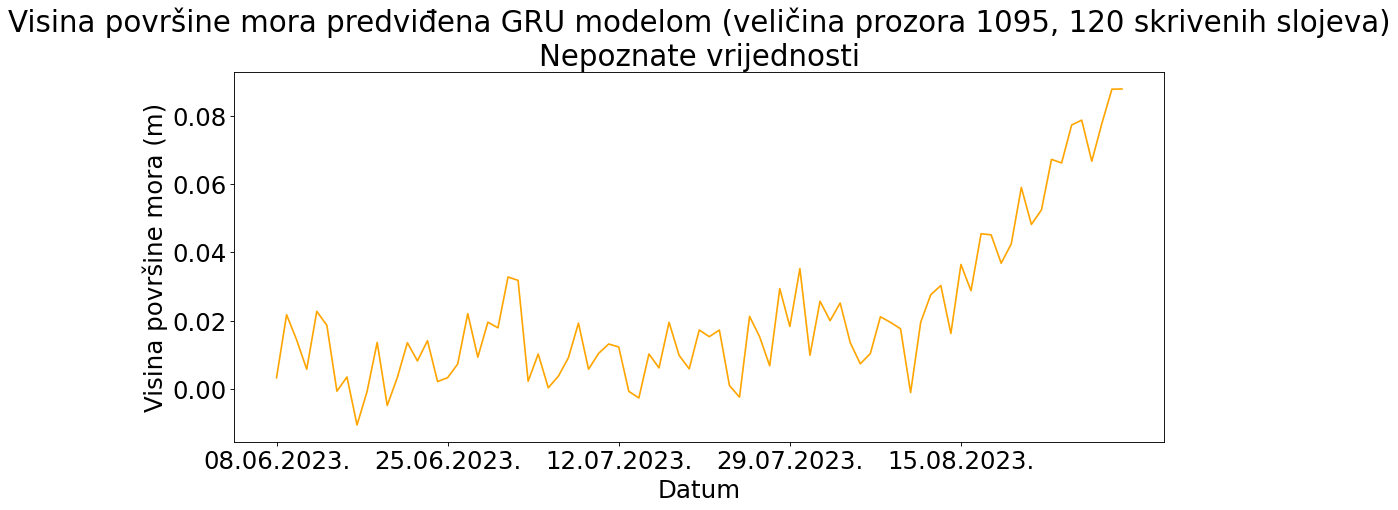 Visina površine mora predviđena GRU modelom (veličina prozora 1095, 120 skrivenih slojeva)
Nepoznate vrijednosti
Visina površine mora (m)
0.08
0.06
0.04
0.02
0.00
08.06.2023. 25.06.2023. 12.07.2023. 29.07.2023. 15.08.2023.
Datum